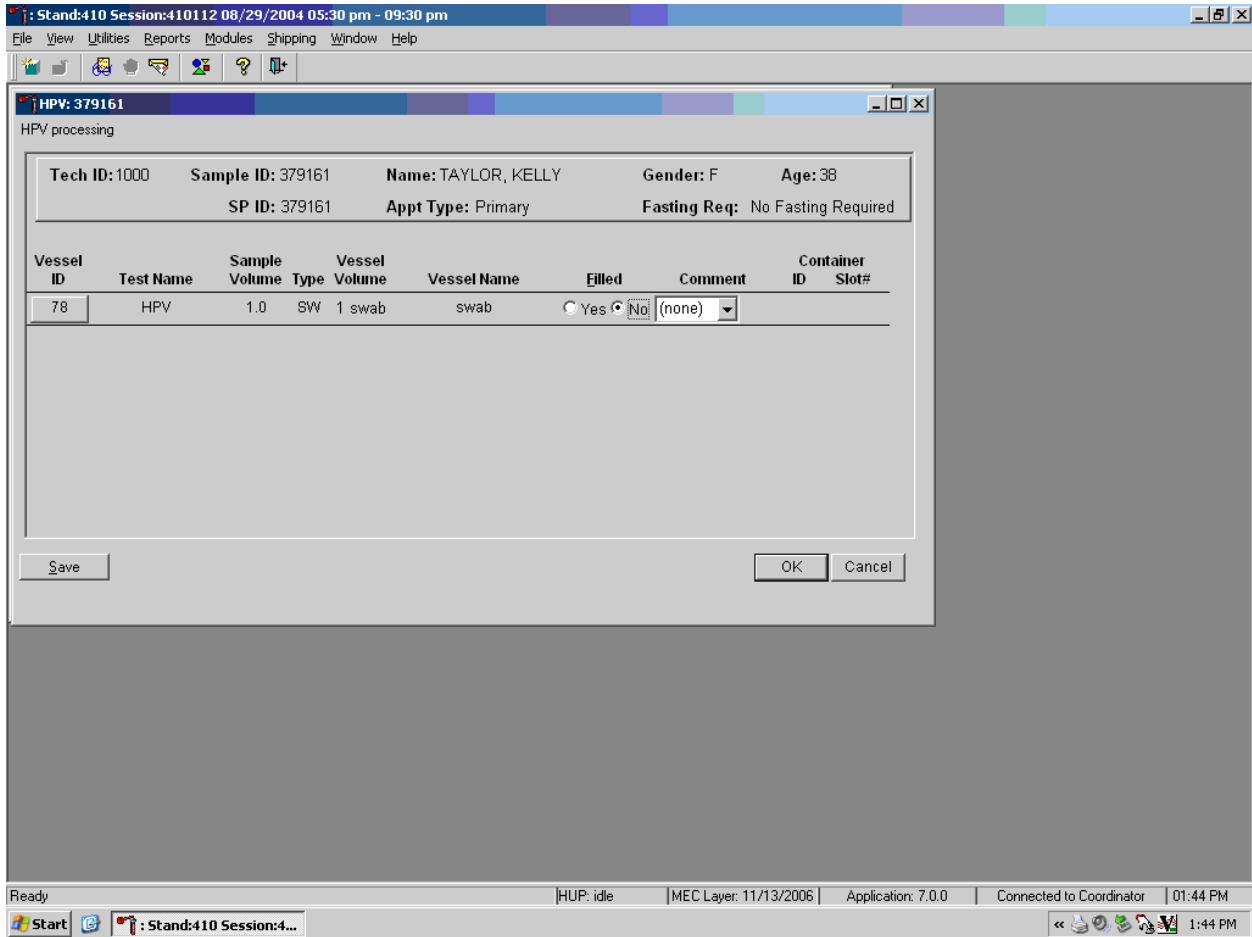 : Stand:410 Session:410112 08/29/2004 05:30 pm - 09:30 pm
File View Utilities Reports Modules Shipping Window Help
HPV: 379161
HPV processing
Tech ID: 1000 Sample ID: 379161 Name: TAYLOR, KELLY Gender: F Age: 38
SP ID: 379161 Appt Type: Primary Fasting Req: No Fasting Required
Vessel Sample Vessel Container
ID Test Name Volume Type Volume Vessel Name Filled Comment ID Slot#
78 HPV 1.0 SW 1 swab swab Yes No (none)
Save OK Cancel
Ready HUP: idle MEC Layer: 11/13/2006 Application: 7.0.0 Connected to Coordinator 01:44 PM
Start : Stand:410 Session:4... « 1:44 PM